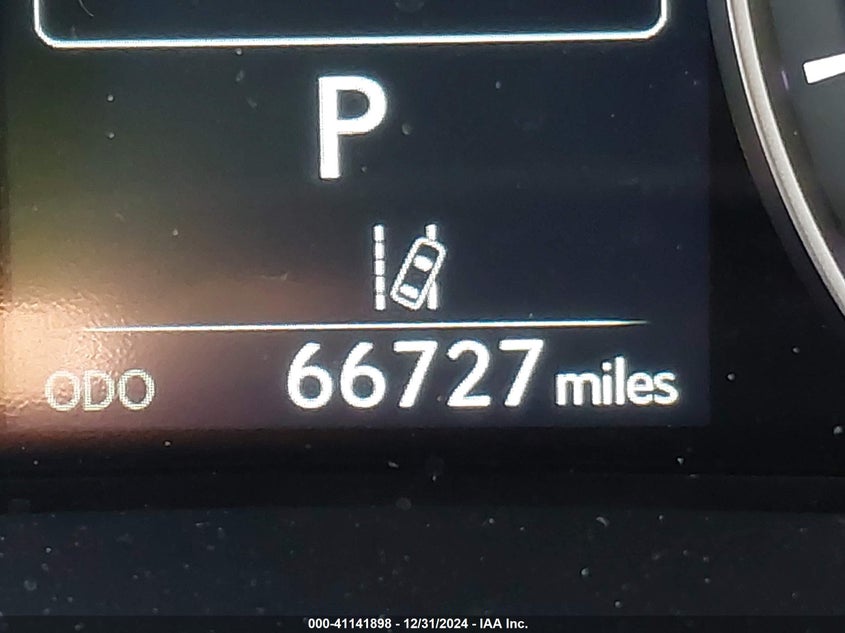 P
ODO 66727 miles
000-41141898 - 12/31/2024 - IAA Inc.